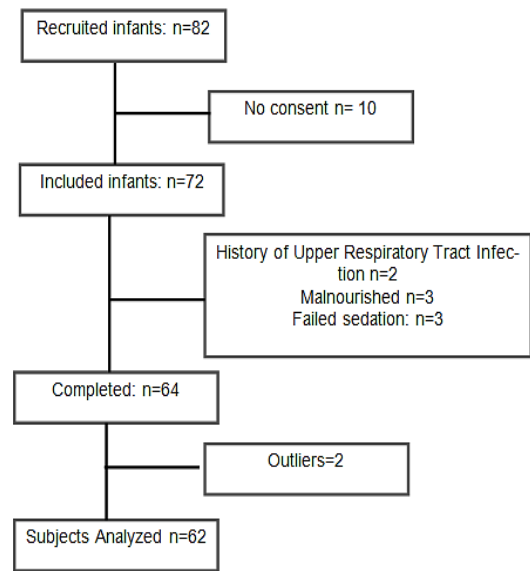 Recruited infants: n=82
No consent n= 10
Included infants: n=72
History of Upper Respiratory Tract Infec-
tion n=2
Malnourished n=3
Failed sedation: n=3
Completed: n=64
Outliers=2
Subjects Analyzed n=62